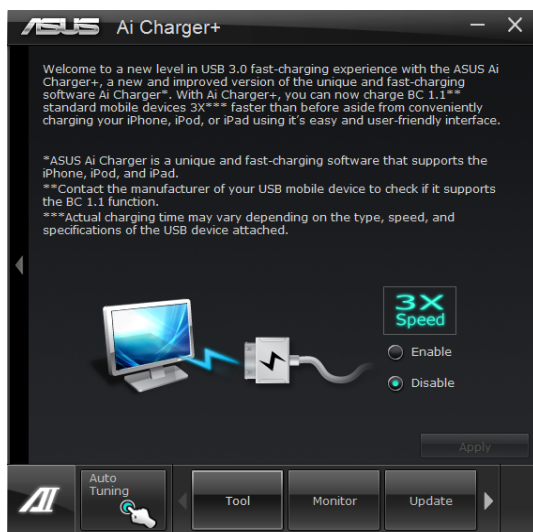 ASUS Ai Charger+
Welcome to a new level in USB 3.0 fast-charging experience with the ASUS Ai
Charger+, a new and improved version of the unique and fast-charging
software Ai Charger*. With Ai Charger+, you can now charge BC 1.1**
standard mobile devices 3X*** faster than before aside from conveniently
charging your iPhone, iPod, or iPad using it's easy and user-friendly interface.
*ASUS Ai Charger is a unique and fast-charging software that supports the
iPhone, iPod, and iPad.
**Contact the manufacturer of your USB mobile device to check if it supports
the BC 1.1 function.
***Actual charging time may vary depending on the type, speed, and
specifications of the USB device attached.
3X
Speed
Enable
Disable
Apply
Auto
Tuning
Tool
Monitor
Update